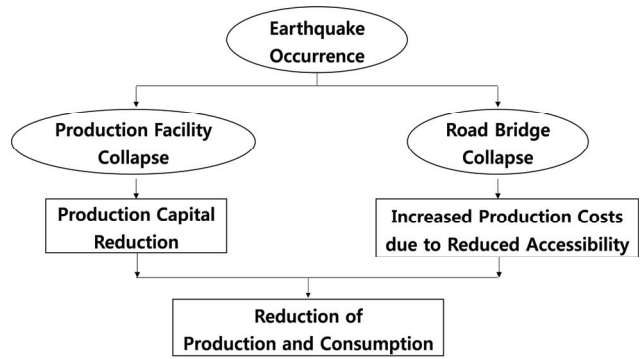 Earthquake
Occurrence
Production Facility
Collapse
Road Bridge
Collapse
Production Capital
Reduction
Increased Production Costs
due to Reduced Accessibility
Reduction of
Production and Consumption